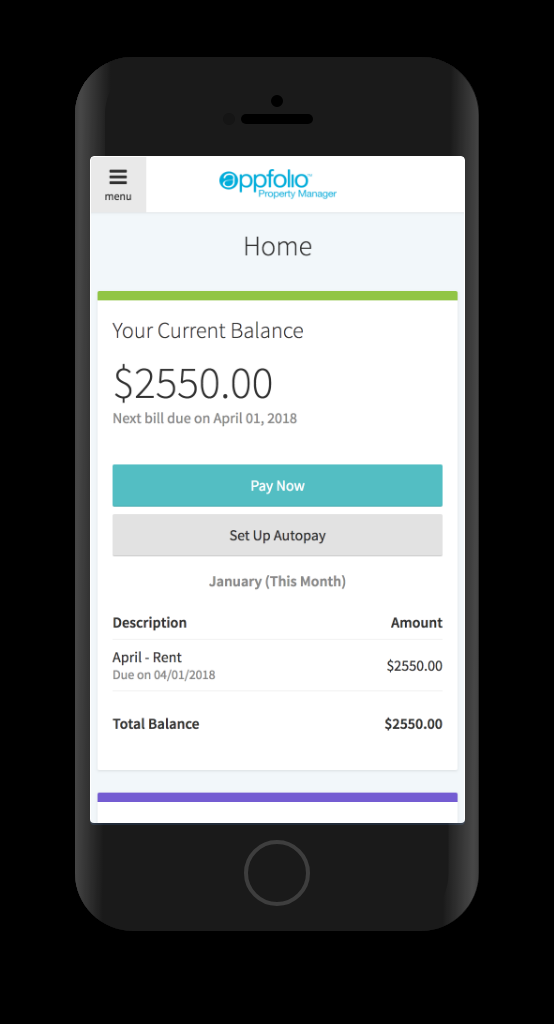 menu
appfolio™
Property Manager
Home
Your Current Balance
$2550.00
Next bill due on April 01, 2018
Pay Now
Set Up Autopay
January (This Month)
Description Amount
April - Rent
$2550.00
Due on 04/01/2018
Total Balance $2550.00